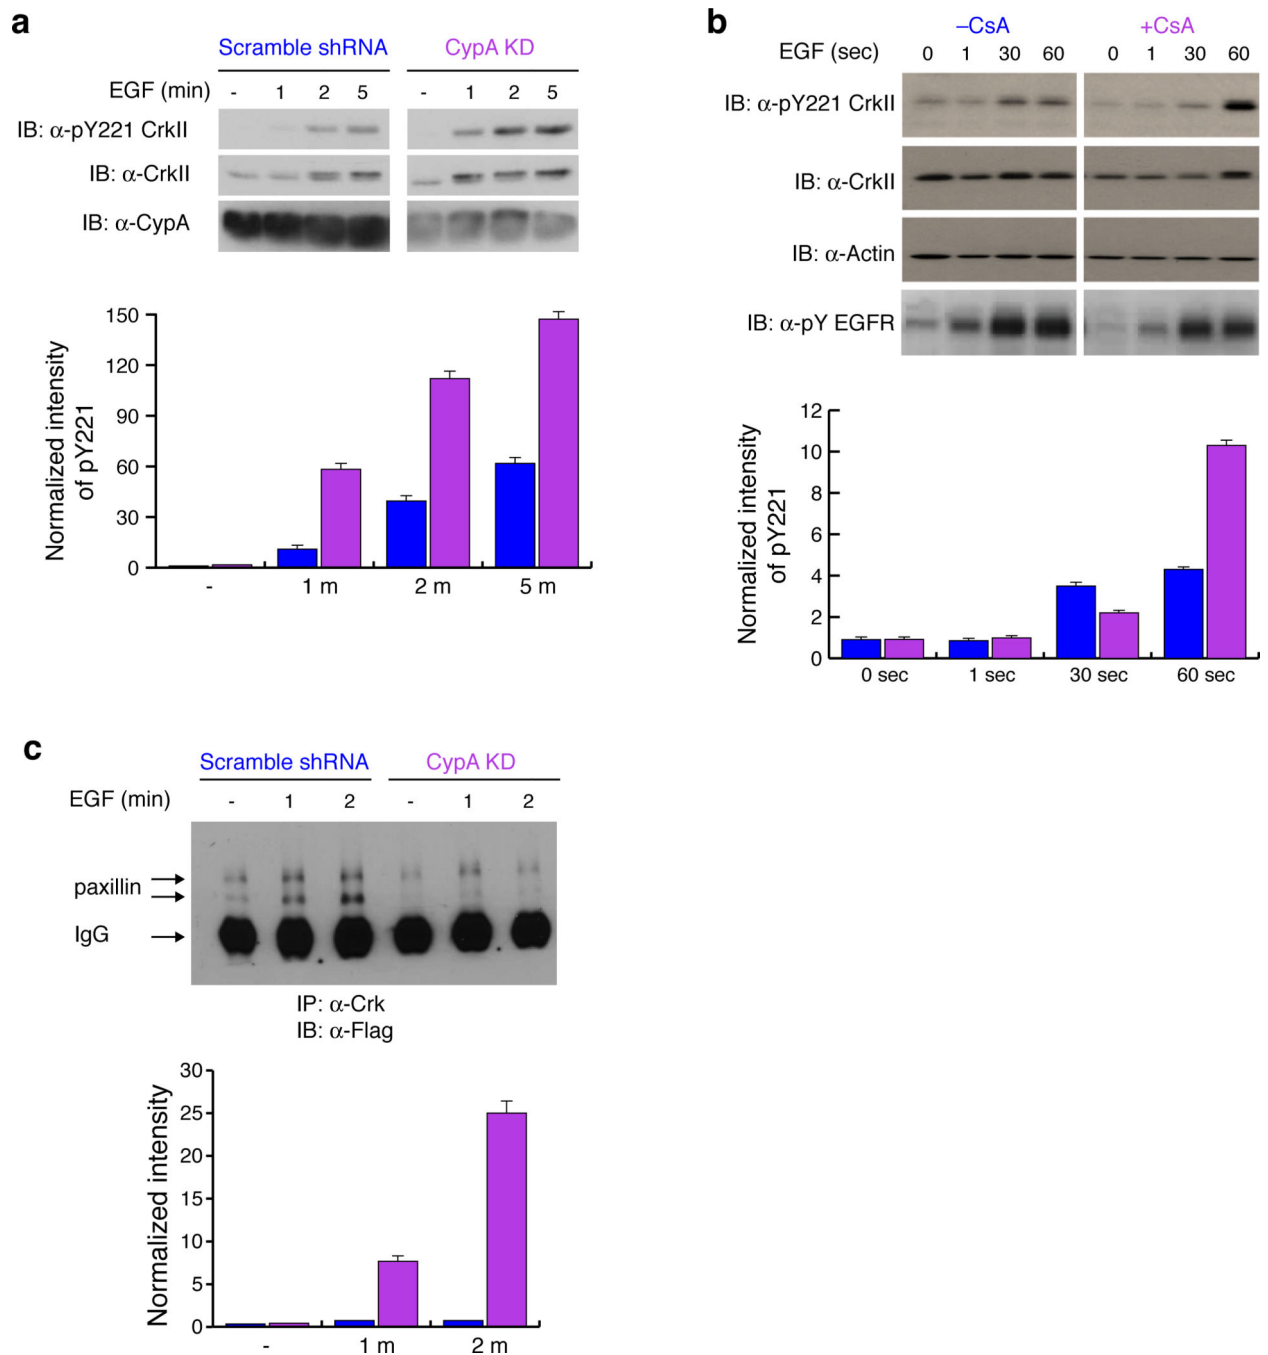 a
Scramble shRNA CypA KD
EGF (min) - 1 2 5 - 1 2 5
IB: α-pY221 CrkII
IB: α-CrkII
IB: α-CypA
Normalized intensity
of pY221
150
120
90
60
30
0
- 1 m 2 m 5 m
b
–CsA +CsA
EGF (sec) 0 1 30 60 0 1 30 60
IB: α-pY221 CrkII
IB: α-CrkII
IB: α-Actin
IB: α-pY EGFR
Normalized intensity
of pY221
12
10
8
6
4
2
0
0 sec 1 sec 30 sec 60 sec
c
Scramble shRNA CypA KD
EGF (min) - 1 2 - 1 2
paxillin
IgG
IP: α-Crk
IB: α-Flag
Normalized intensity
30
25
20
15
10
5
0
- 1 m 2 m